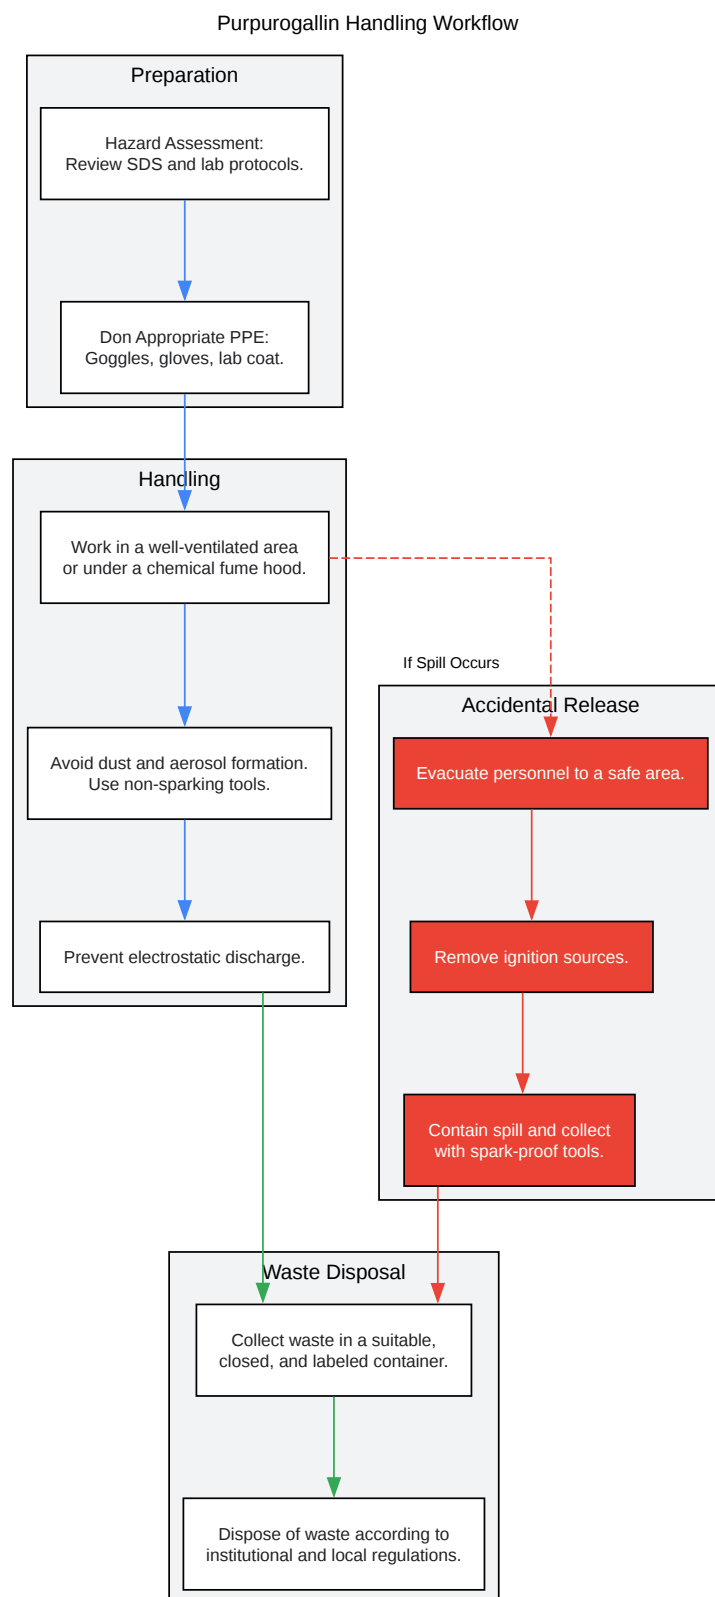 Purpurogallin Handling Workflow
Preparation
Hazard Assessment:
Review SDS and lab protocols.
Don Appropriate PPE:
Goggles, gloves, lab coat.
Handling
Work in a well-ventilated area
or under a chemical fume hood.
Avoid dust and aerosol formation.
Use non-sparking tools.
Prevent electrostatic discharge.
If Spill Occurs
Accidental Release
Evacuate personnel to a safe area.
Remove ignition sources.
Contain spill and collect
with spark-proof tools.
Waste Disposal
Collect waste in a suitable,
closed, and labeled container.
Dispose of waste according to
institutional and local regulations.